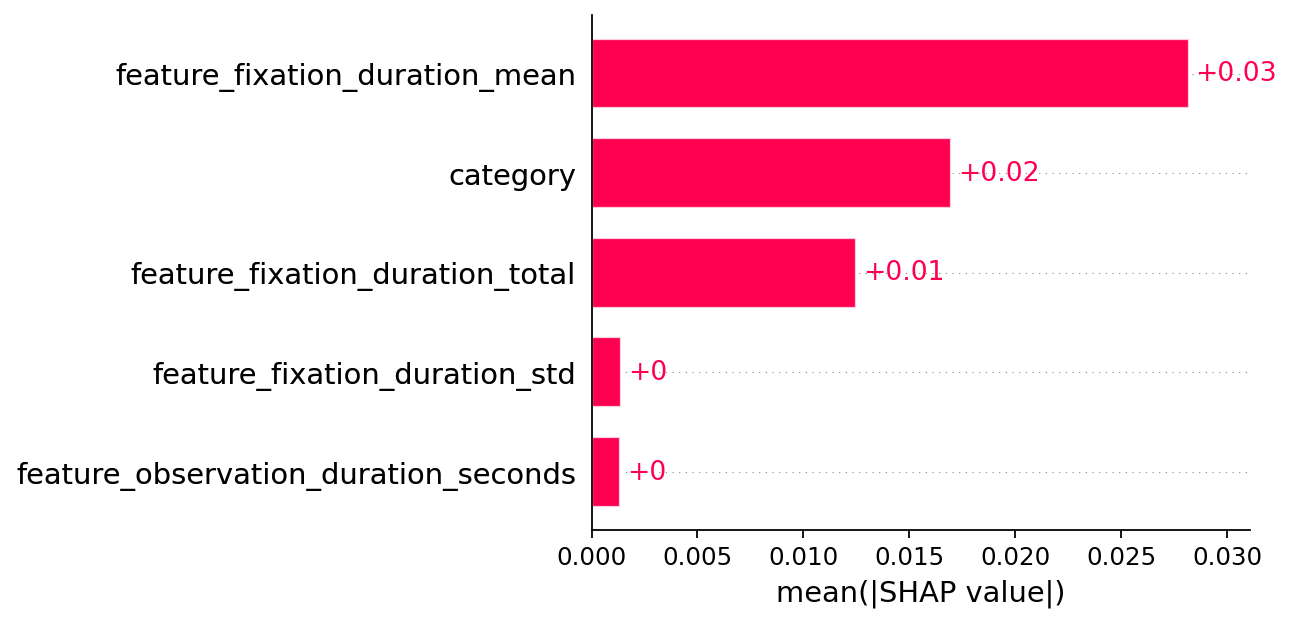 feature_fixation_duration_mean +0.03
category +0.02
feature_fixation_duration_total +0.01
feature_fixation_duration_std +0
feature_observation_duration_seconds +0
0.000 0.005 0.010 0.015 0.020 0.025 0.030
mean(|SHAP value|)